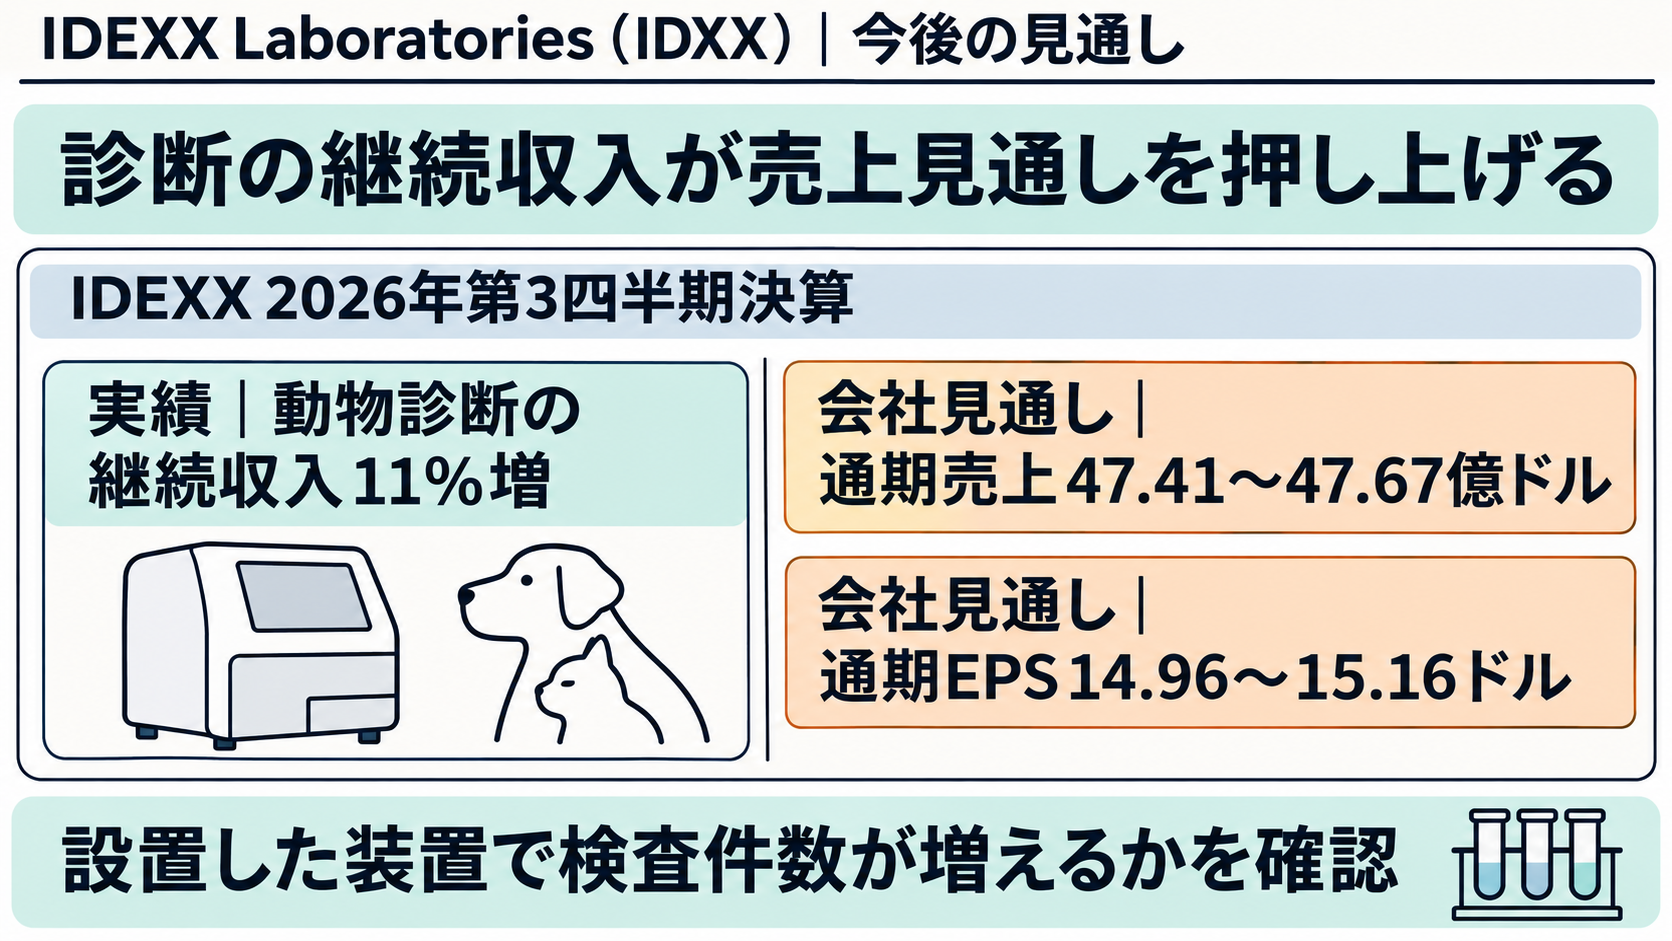 IDEXX Laboratories（IDXX）｜今後の見通し
診断の継続収入が売上見通しを押し上げる
IDEXX 2026年第3四半期決算
実績｜動物診断の
継続収入11%増
会社見通し｜
通期売上47.41〜47.67億ドル
会社見通し｜
通期EPS14.96〜15.16ドル
設置した装置で検査件数が増えるかを確認